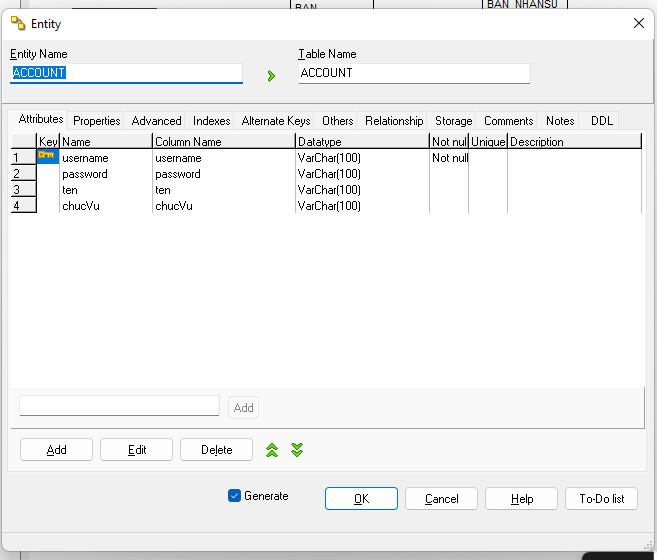 BAN
BAN_NHANSU
Entity
Entity Name
Table Name
ACCOUNT
ACCOUNT
Attributes Properties Advanced Indexes Alternate Keys Others Relationship Storage Comments Notes DDL
Key Name Column Name Datatype Not null Unique Description
1 username username VarChar(100) Not null
2 password password VarChar(100)
3 ten ten VarChar(100)
4 chucVu chucVu VarChar(100)
Add
Add Edit Delete
Generate OK Cancel Help To-Do list